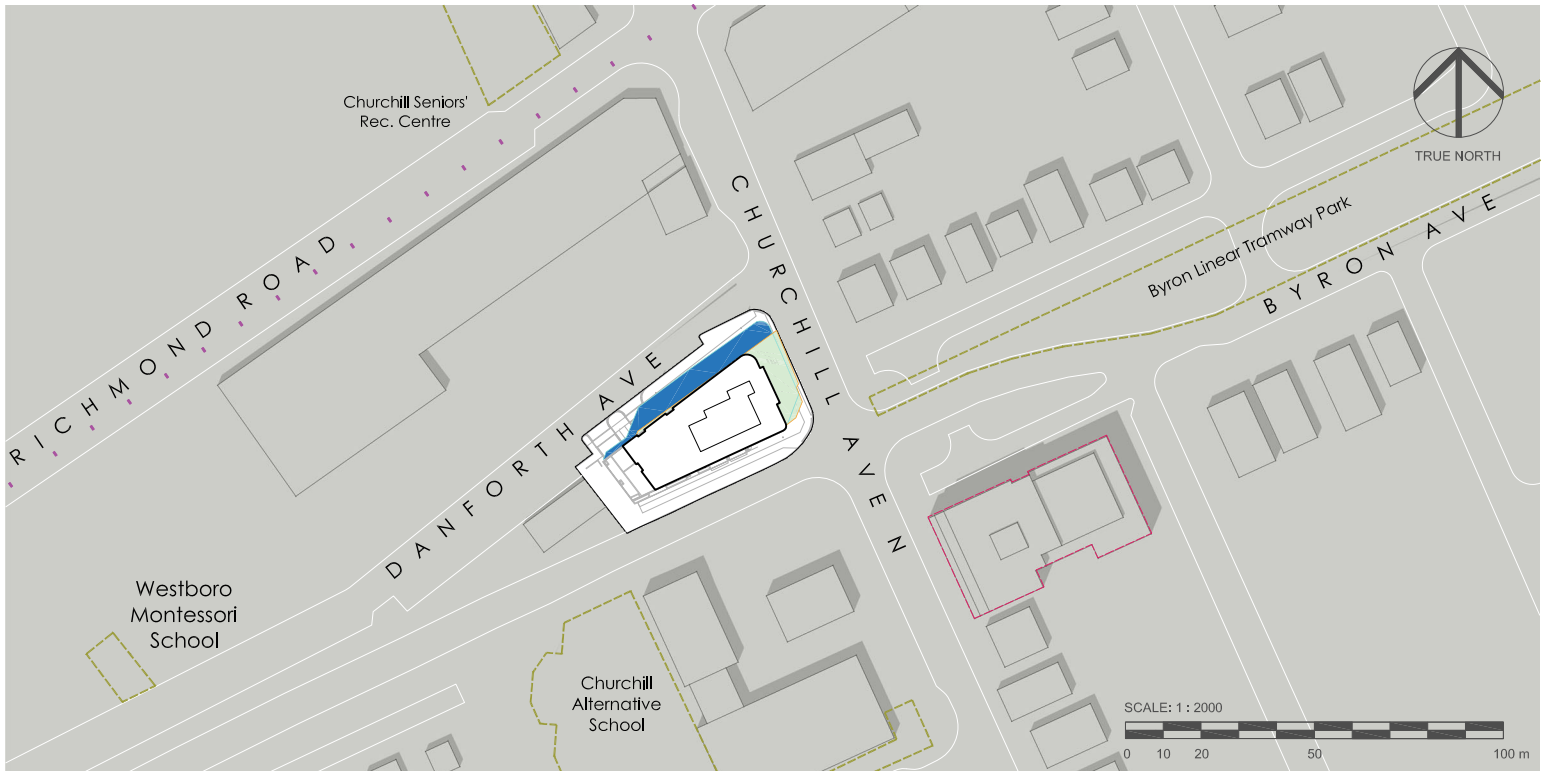 Churchill Seniors'
Rec. Centre
TRUE NORTH
CHURCHILL AVEN
Byron Linear Tramway Park
BYRON AVE
RICHMOND ROAD
DANFORTH AVE
Westboro
Montessori
School
Churchill
Alternative
School
SCALE: 1 : 2000
0 10 20 50 100 m